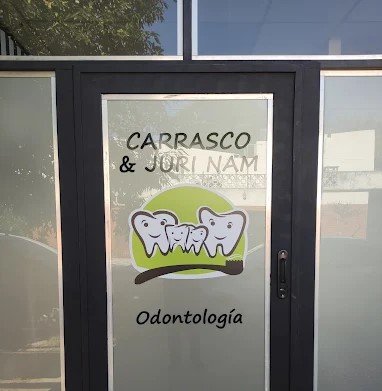 CARRASCO
& JURI NAM
Odontología